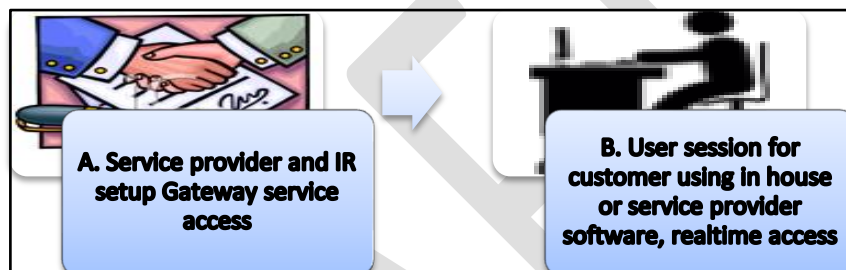 A. Service provider and IR
setup Gateway service
access
B. User session for
customer using in house
or service provider
software, realtime access